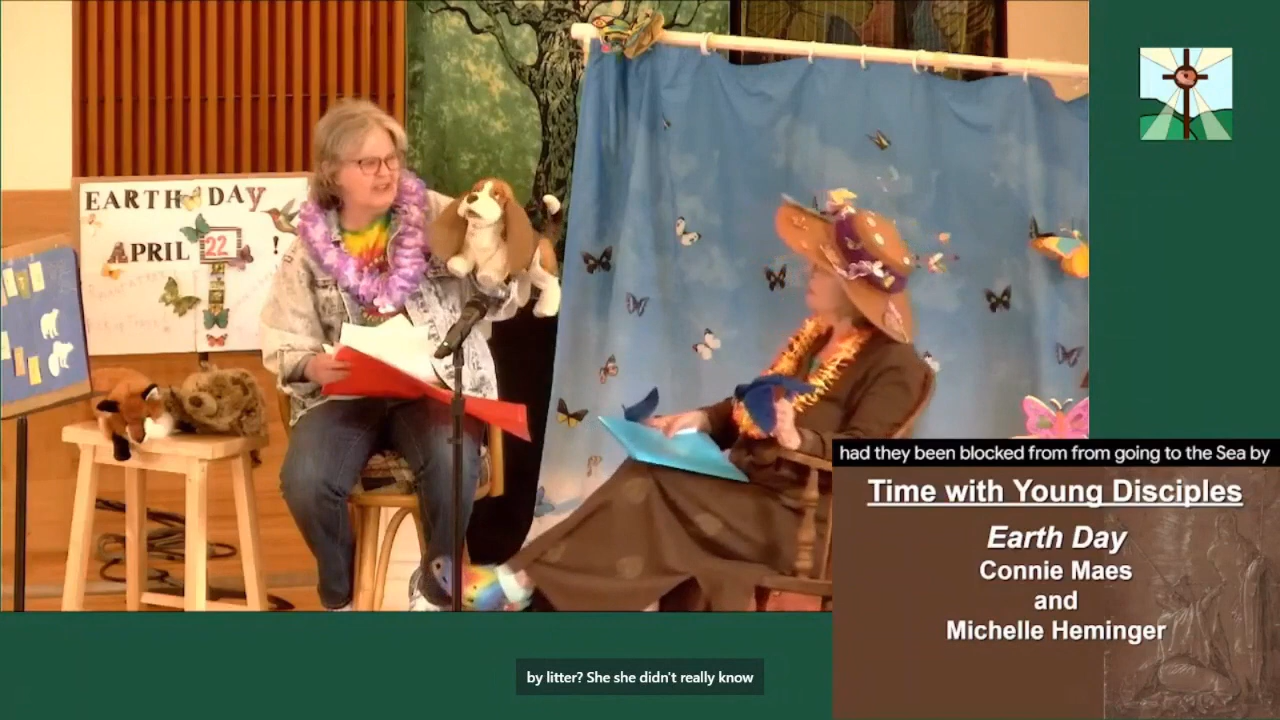 EARTH DAY
APRIL 22 !
had they been blocked from from going to the Sea by
Time with Young Disciples
Earth Day
Connie Maes
and
Michelle Heminger
by litter? She she didn't really know